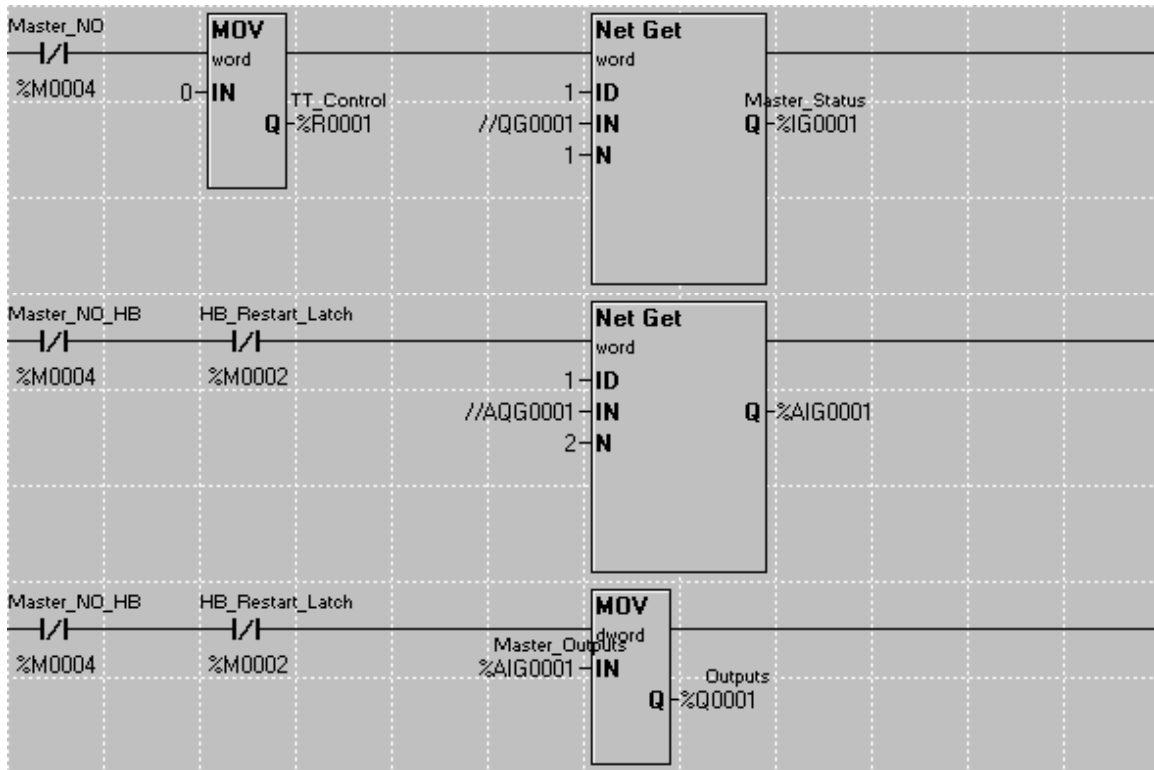 Master_NO MOV Net Get
word word
%M0004 0 IN TT_Control 1 ID Master_Status
Q %R0001 //QG0001 IN Q %IG0001
1 N
Master_NO_HB HB_Restart_Latch Net Get
word
%M0004 %M0002 1 ID
//AQG0001 IN Q %AIG0001
2 N
Master_NO_HB HB_Restart_Latch MOV
dword
Master_Outputs
%M0004 %M0002 %AIG0001 IN Outputs
Q %Q0001